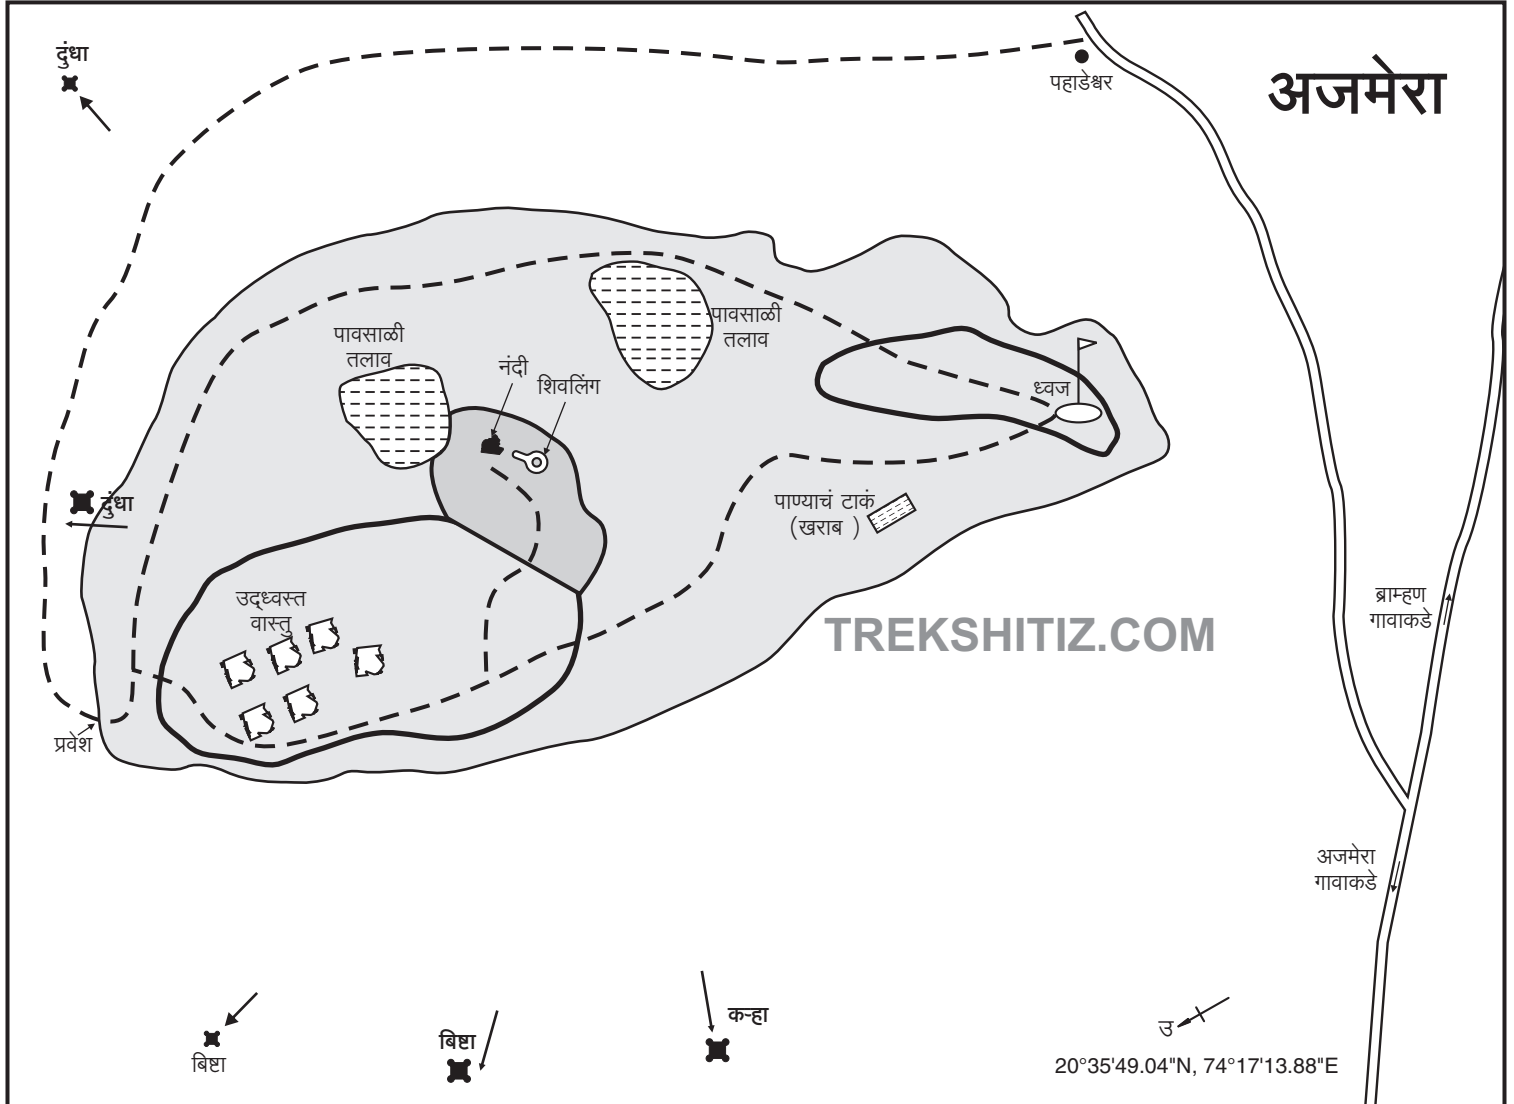 दुंधा
पहाडेश्वर
अजमेरा
पावसाळी
तलाव
पावसाळी
तलाव
नंदी
शिवलिंग
ध्वज
दुंधा
पाण्याचं टाकं
(खराब )
उद्ध्वस्त
वास्तु
ब्राम्हण
गावाकडे
TREKSHITIZ.COM
प्रवेश
अजमेरा
गावाकडे
बिष्टा
बिष्टा
कऱ्हा
उ
20°35'49.04"N, 74°17'13.88"E